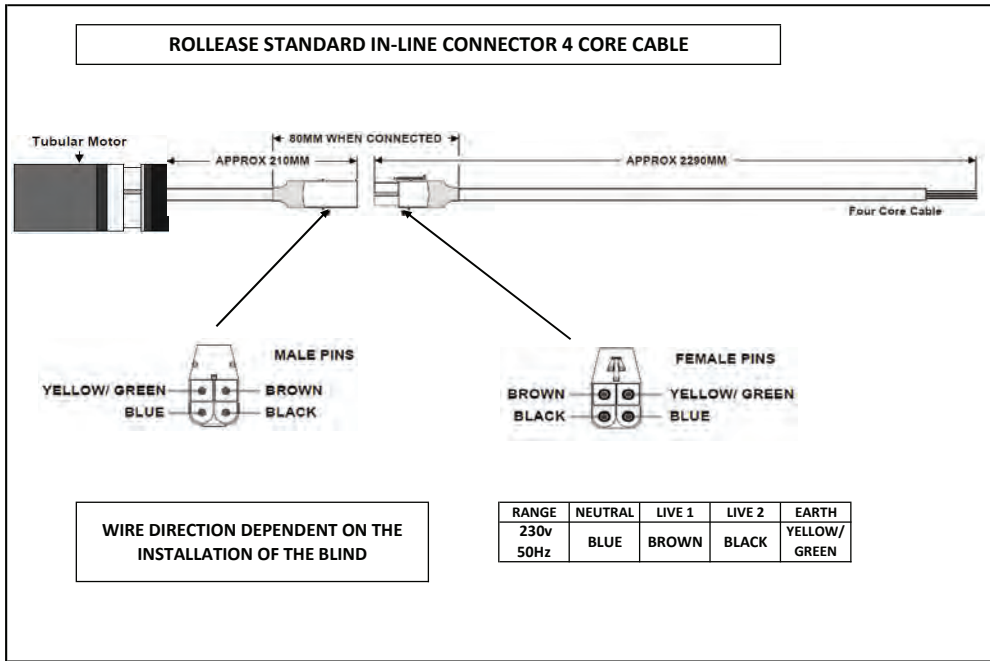 ROLLEASE STANDARD IN-LINE CONNECTOR 4 CORE CABLE
Tubular Motor
80MM WHEN CONNECTED
APPROX 210MM
APPROX 2290MM
Four Core Cable
MALE PINS
YELLOW/ GREEN
BROWN
BLUE
BLACK
FEMALE PINS
BROWN
YELLOW/ GREEN
BLACK
BLUE
WIRE DIRECTION DEPENDENT ON THE
INSTALLATION OF THE BLIND
RANGE NEUTRAL LIVE 1 LIVE 2 EARTH
230v
50Hz
BLUE BROWN BLACK
YELLOW/
GREEN